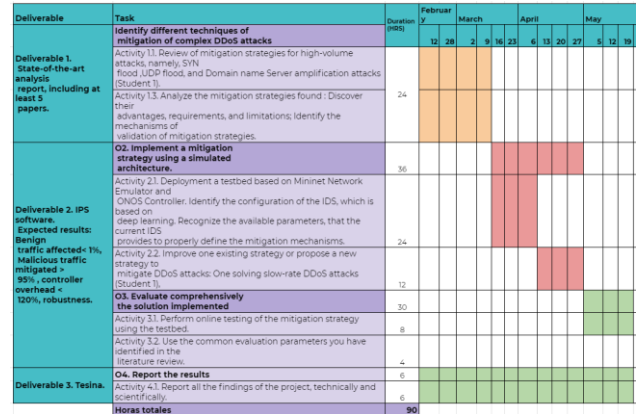 Deliverable
Task
Duration
(HRS)
Februar
y
March
April
May
12 28 2 9 16 23 6 13 20 27 5 12 19
Deliverable 1.
State-of-the-art
analysis
report, including at
least 5
papers.
Identify different techniques of
mitigation of complex DDoS attacks
Activity 1.1. Review of mitigation strategies for high-volume
attacks, namely, SYN
flood ,UDP flood, and Domain name Server amplification attacks
(Student 1).
24
Activity 1.3. Analyze the mitigation strategies found : Discover
their
advantages, requirements, and limitations; Identify the
mechanisms of
validation of mitigation strategies.
Deliverable 2. IPS
software.
Expected results:
Benign
traffic affected< 1%,
Malicious traffic
mitigated >
95% , controller
overhead <
120%, robustness.
O2. Implement a mitigation
strategy using a simulated
architecture.
36
Activity 2.1. Deployment a testbed based on Mininet Network
Emulator and
ONOS Controller. Identify the configuration of the IDS, which is
based on
deep learning. Recognize the available parameters, that the
current IDS
provides to properly define the mitigation mechanisms.
24
Activity 2.2. Improve one existing strategy or propose a new
strategy to
mitigate DDoS attacks: One solving slow-rate DDoS attacks
(Student 1),
12
O3. Evaluate comprehensively
the solution implemented
30
Activity 3.1. Perform online testing of the mitigation strategy
using the testbed.
8
Activity 3.2. Use the common evaluation parameters you have
identified in the
literature review.
4
Deliverable 3. Tesina.
O4. Report the results
6
Activity 4.1. Report all the findings of the project, technically and
scientifically.
6
Horas totales
90